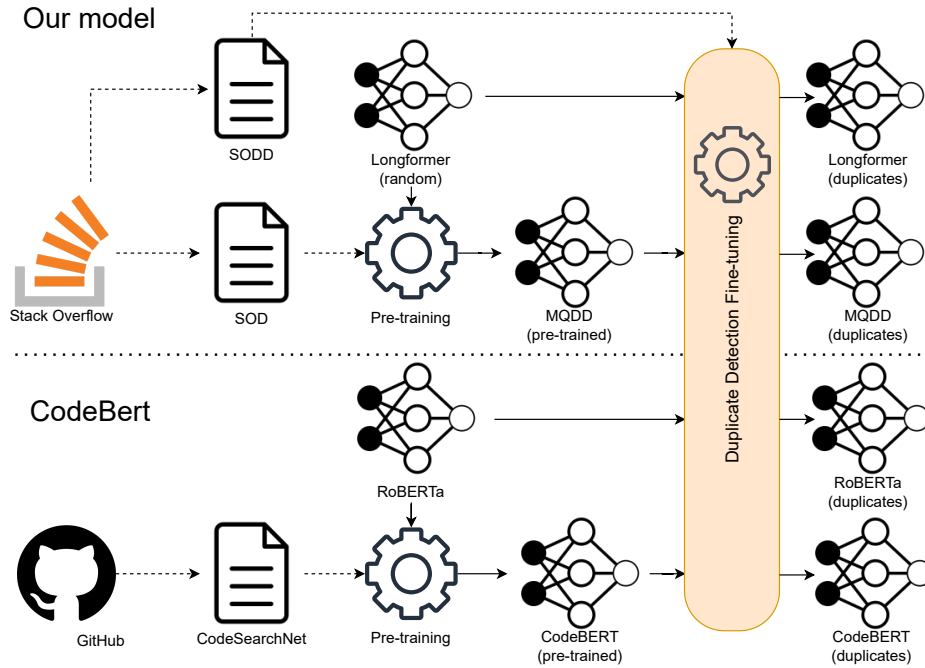 Our model
SODD
Longformer
(random)
Longformer
(duplicates)
Stack Overflow
SOD
Pre-training
MQDD
(pre-trained)
MQDD
(duplicates)
Duplicate Detection Fine-tuning
CodeBert
RoBERTa
RoBERTa
(duplicates)
GitHub
CodeSearchNet
Pre-training
CodeBERT
(pre-trained)
CodeBERT
(duplicates)